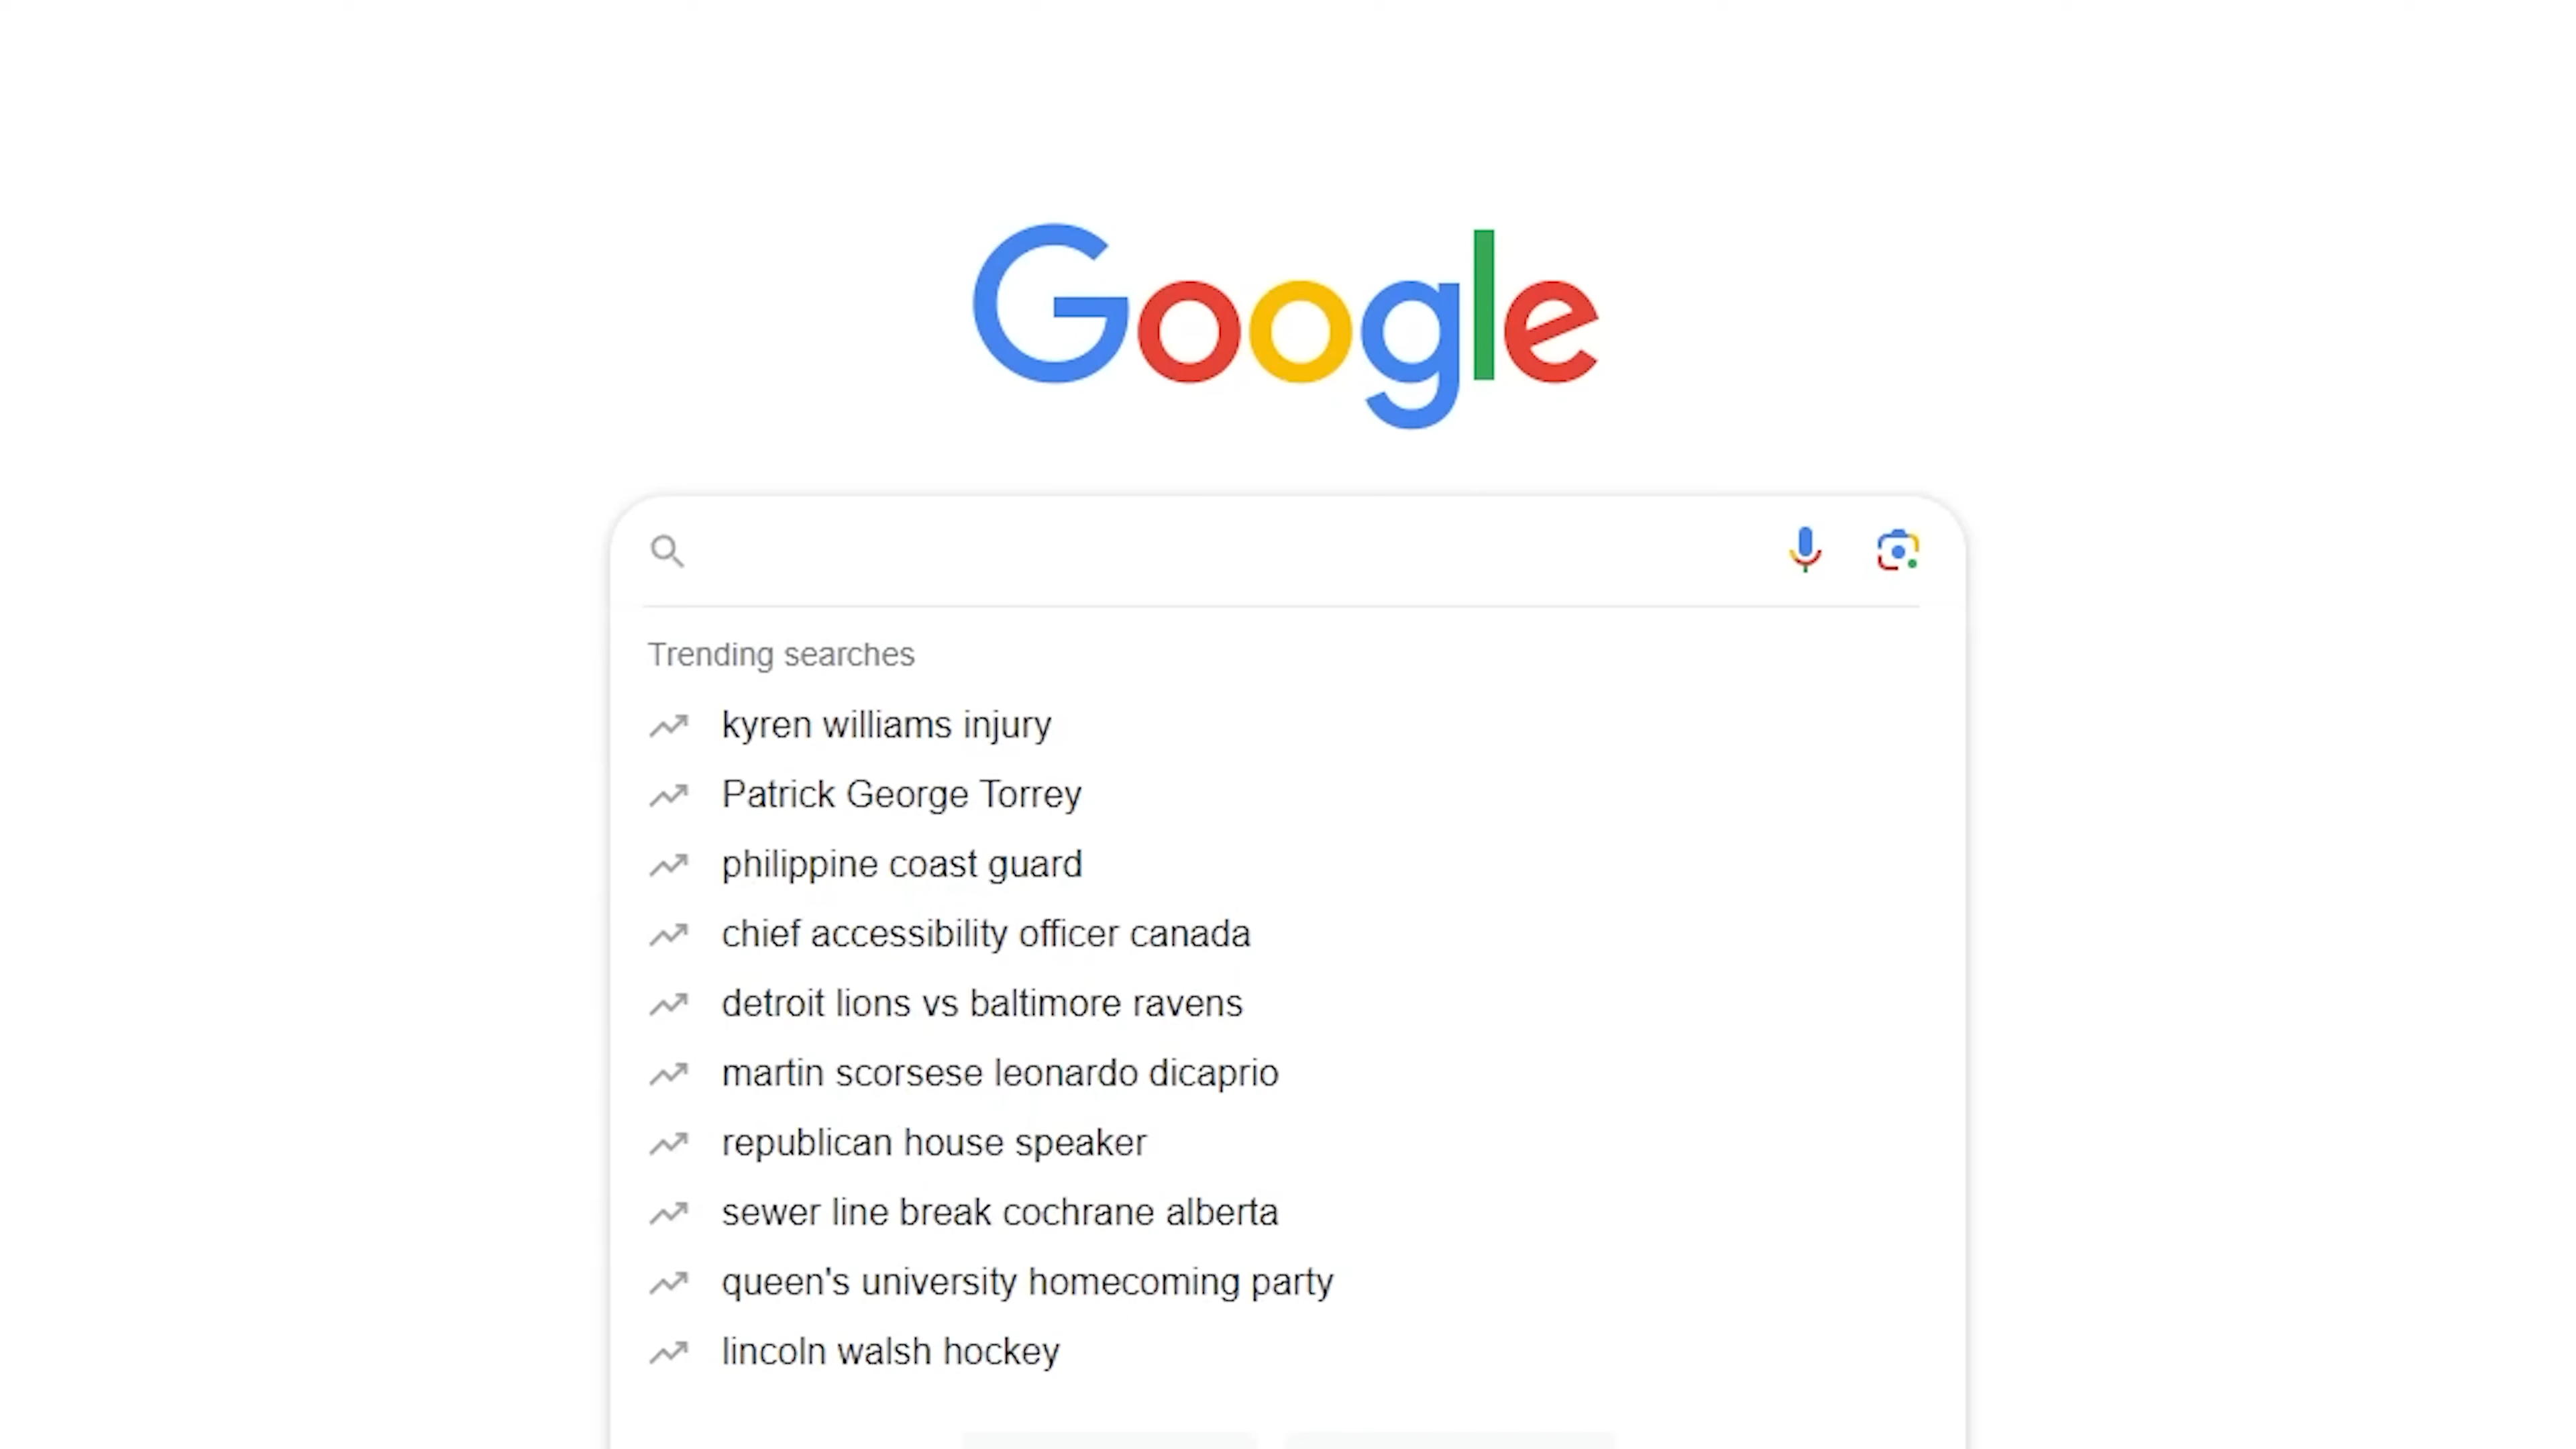 Google
Trending searches
kyren williams injury
Patrick George Torrey
philippine coast guard
chief accessibility officer canada
detroit lions vs baltimore ravens
martin scorsese leonardo dicaprio
republican house speaker
sewer line break cochrane alberta
queen's university homecoming party
lincoln walsh hockey